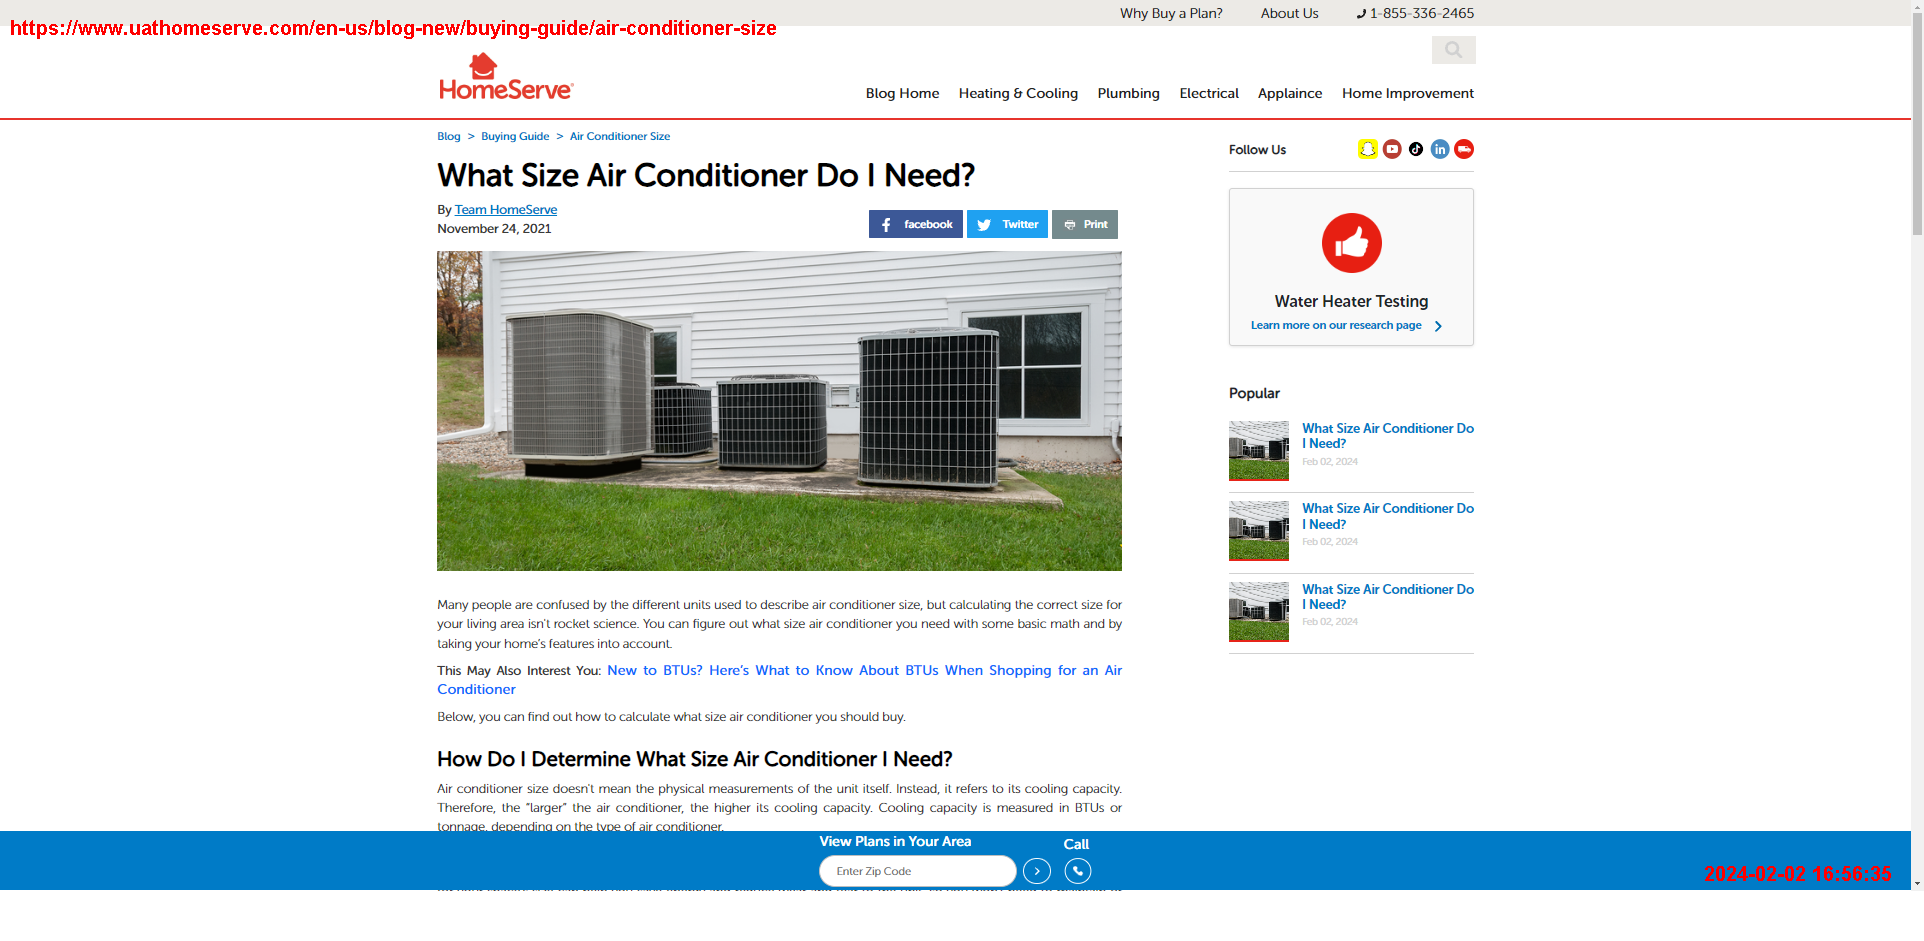 Why Buy a Plan? About Us 1-855-336-2465
https://www.uathomeserve.com/en-us/blog-new/buying-guide/air-conditioner-size
HomeServe
Blog Home Heating & Cooling Plumbing Electrical Applaince Home Improvement
Blog > Buying Guide > Air Conditioner Size
What Size Air Conditioner Do I Need?
By Team HomeServe
November 24, 2021
facebook Twitter Print
Many people are confused by the different units used to describe air conditioner size, but calculating the correct size for
your living area isn't rocket science. You can figure out what size air conditioner you need with some basic math and by
taking your home's features into account.
This May Also Interest You: New to BTUs? Here's What to Know About BTUs When Shopping for an Air
Conditioner
Below, you can find out how to calculate what size air conditioner you should buy.
How Do I Determine What Size Air Conditioner I Need?
Air conditioner size doesn't mean the physical measurements of the unit itself. Instead, it refers to its cooling capacity.
Therefore, the "larger" the air conditioner, the higher its cooling capacity. Cooling capacity is measured in BTUs or
tonnage, depending on the type of air conditioner.
Follow Us
in
Water Heater Testing
Learn more on our research page
Popular
What Size Air Conditioner Do
I Need?
Feb 02, 2024
What Size Air Conditioner Do
I Need?
Feb 02, 2024
What Size Air Conditioner Do
I Need?
Feb 02, 2024
View Plans in Your Area
Enter Zip Code
Call
2024-02-02 16:56:35